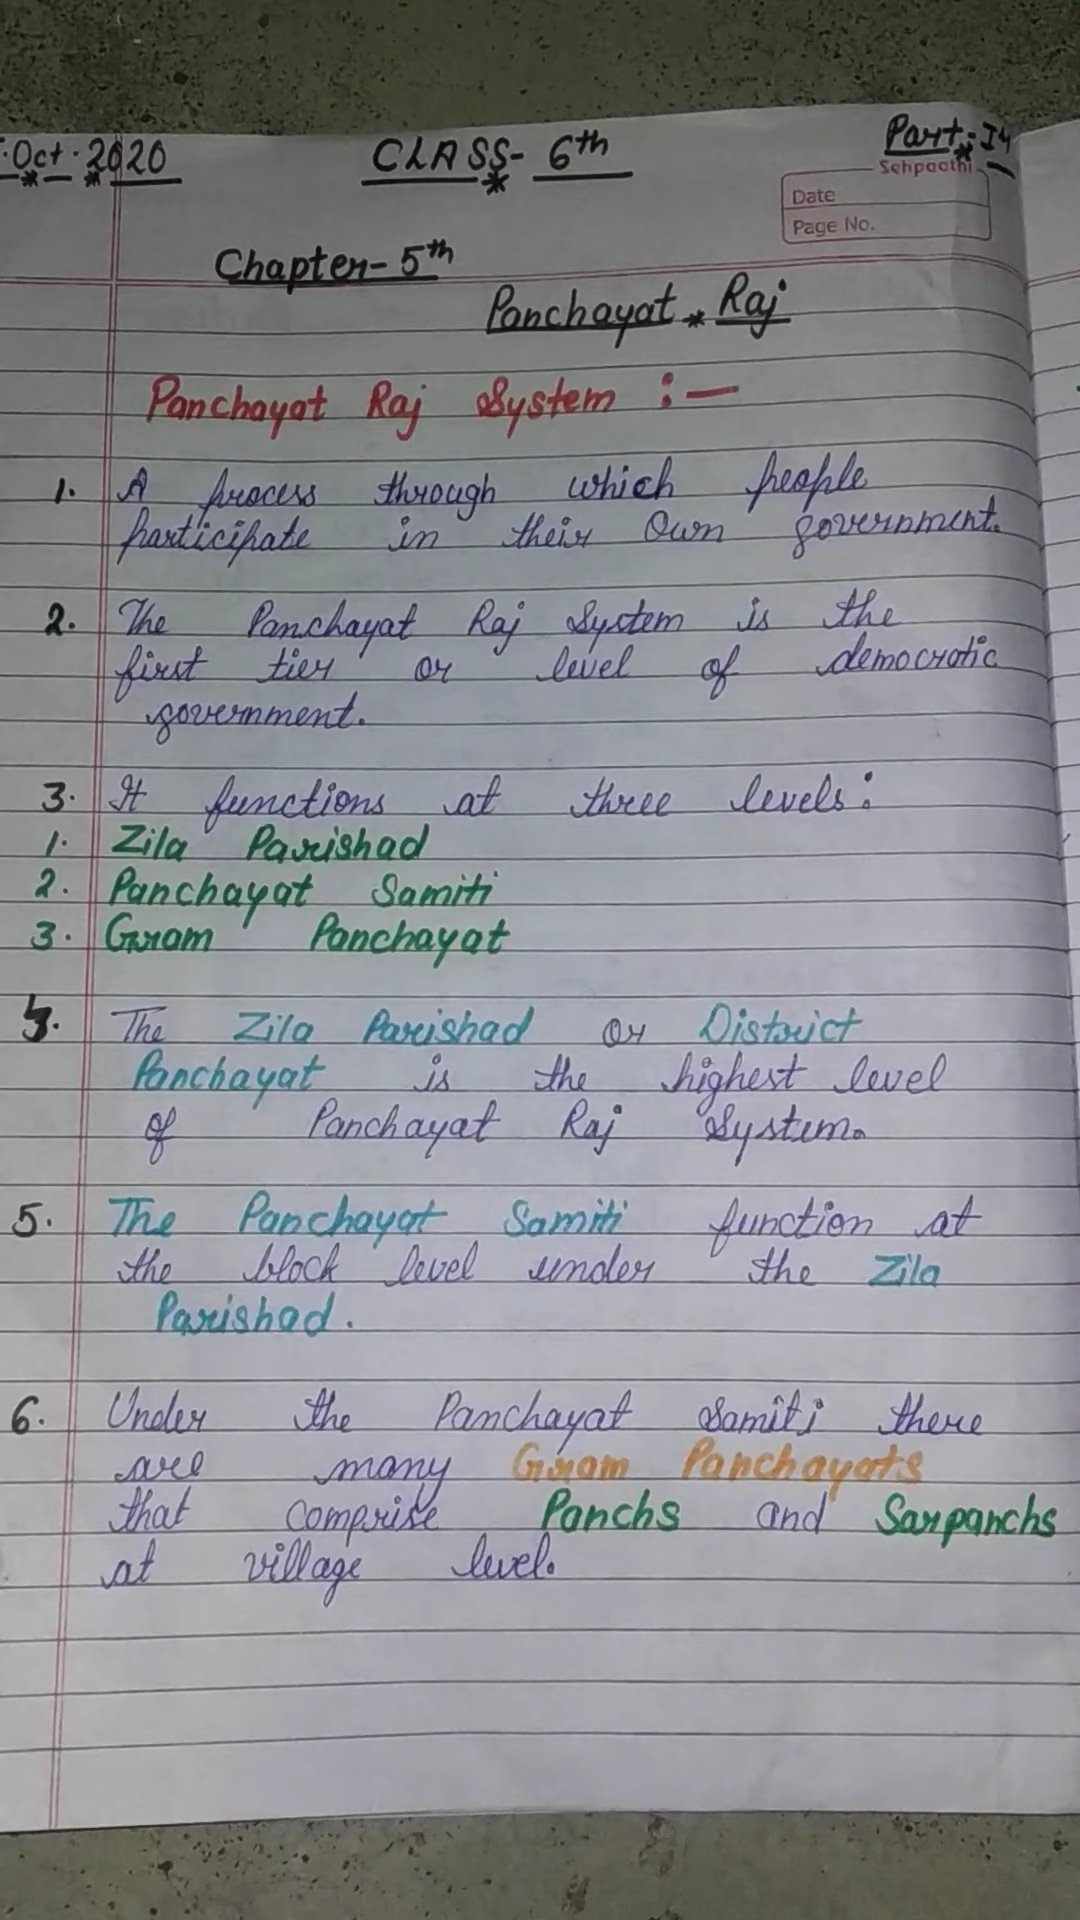 Oct. 2020
CLASS- 6th
Part-
Sehpaathi
Date
Page No.
Chapter- 5th
Panchayat Raj
Panchayat Raj System :—
1. A process through which people
participate in their Own government.
2. The Panchayat Raj System is the
first tier or level of democratic
government.
3. It functions at three levels:
1. Zila Parishad
2. Panchayat Samiti
3. Gram Panchayat
4. The Zila Parishad or District
Panchayat is the highest level
of Panchayat Raj System.
5. The Panchayat Samiti function at
the block level under the Zila
Parishad.
6. Under the Panchayat Samiti there
are many Gram Panchayats
that comprise Panchs and Sarpanchs
at village level.